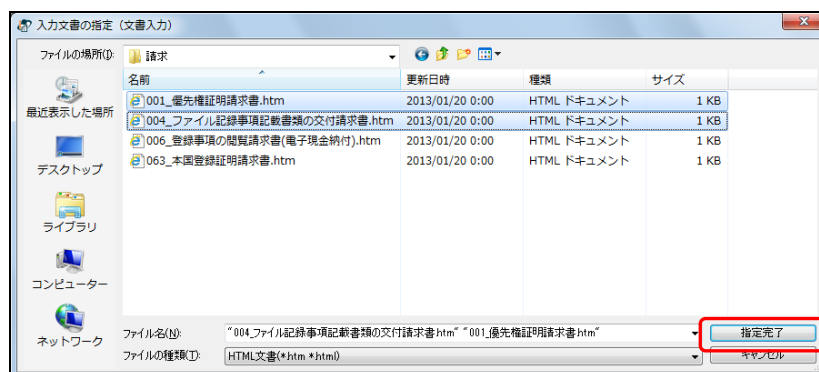 入力文書の指定（文書入力）
ファイルの場所(I):
請求
名前
更新日時
種類
サイズ
001_優先権証明請求書.htm 2013/01/20 0:00 HTML ドキュメント 1 KB
004_ファイル記録事項記載書類の交付請求書.htm 2013/01/20 0:00 HTML ドキュメント 1 KB
006_登録事項の閲覧請求書(電子現金納付).htm 2013/01/20 0:00 HTML ドキュメント 1 KB
063_本国登録証明請求書.htm 2013/01/20 0:00 HTML ドキュメント 1 KB
最近表示した場所
デスクトップ
ライブラリ
コンピューター
ネットワーク
ファイル名(N): "004_ファイル記録事項記載書類の交付請求書.htm" "001_優先権証明請求書.htm" 指定完了
ファイルの種類(T): HTML文書(*.htm *.html) キャンセル